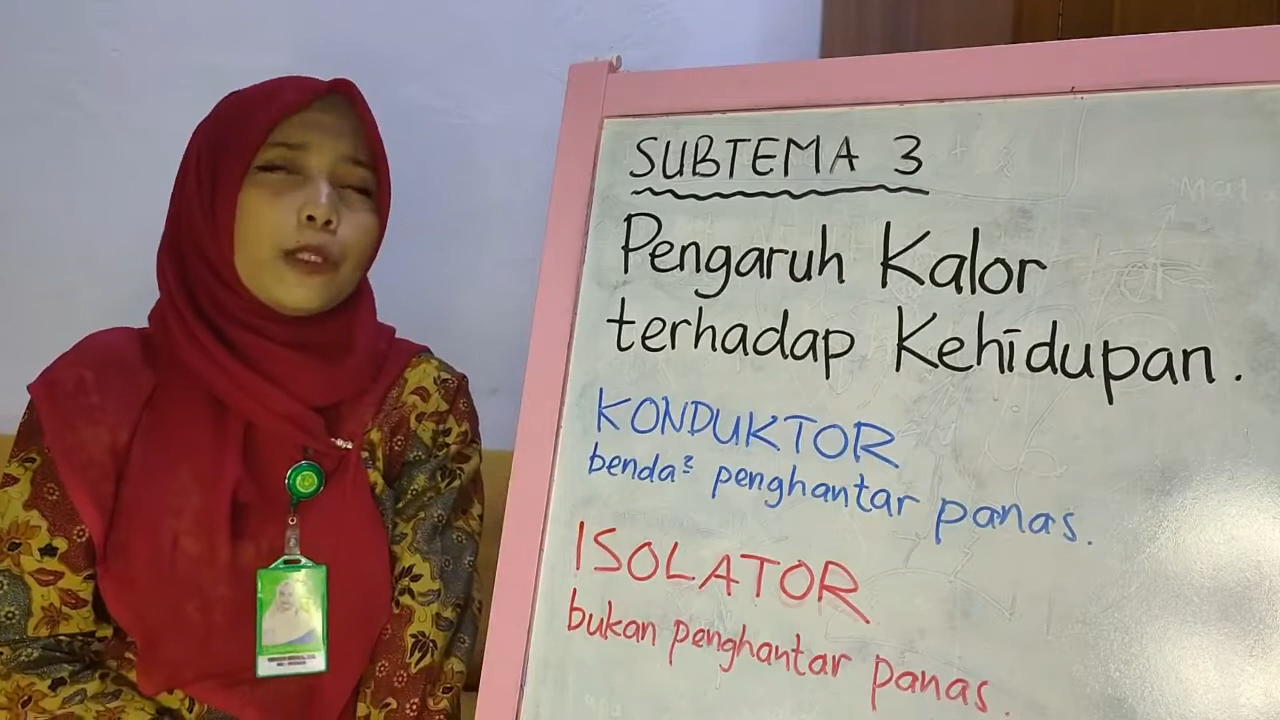 SUBTEMA 3
Pengaruh Kalor
terhadap Kehidupan.
KONDUKTOR
benda² penghantar panas.
ISOLATOR
bukan penghantar panas.